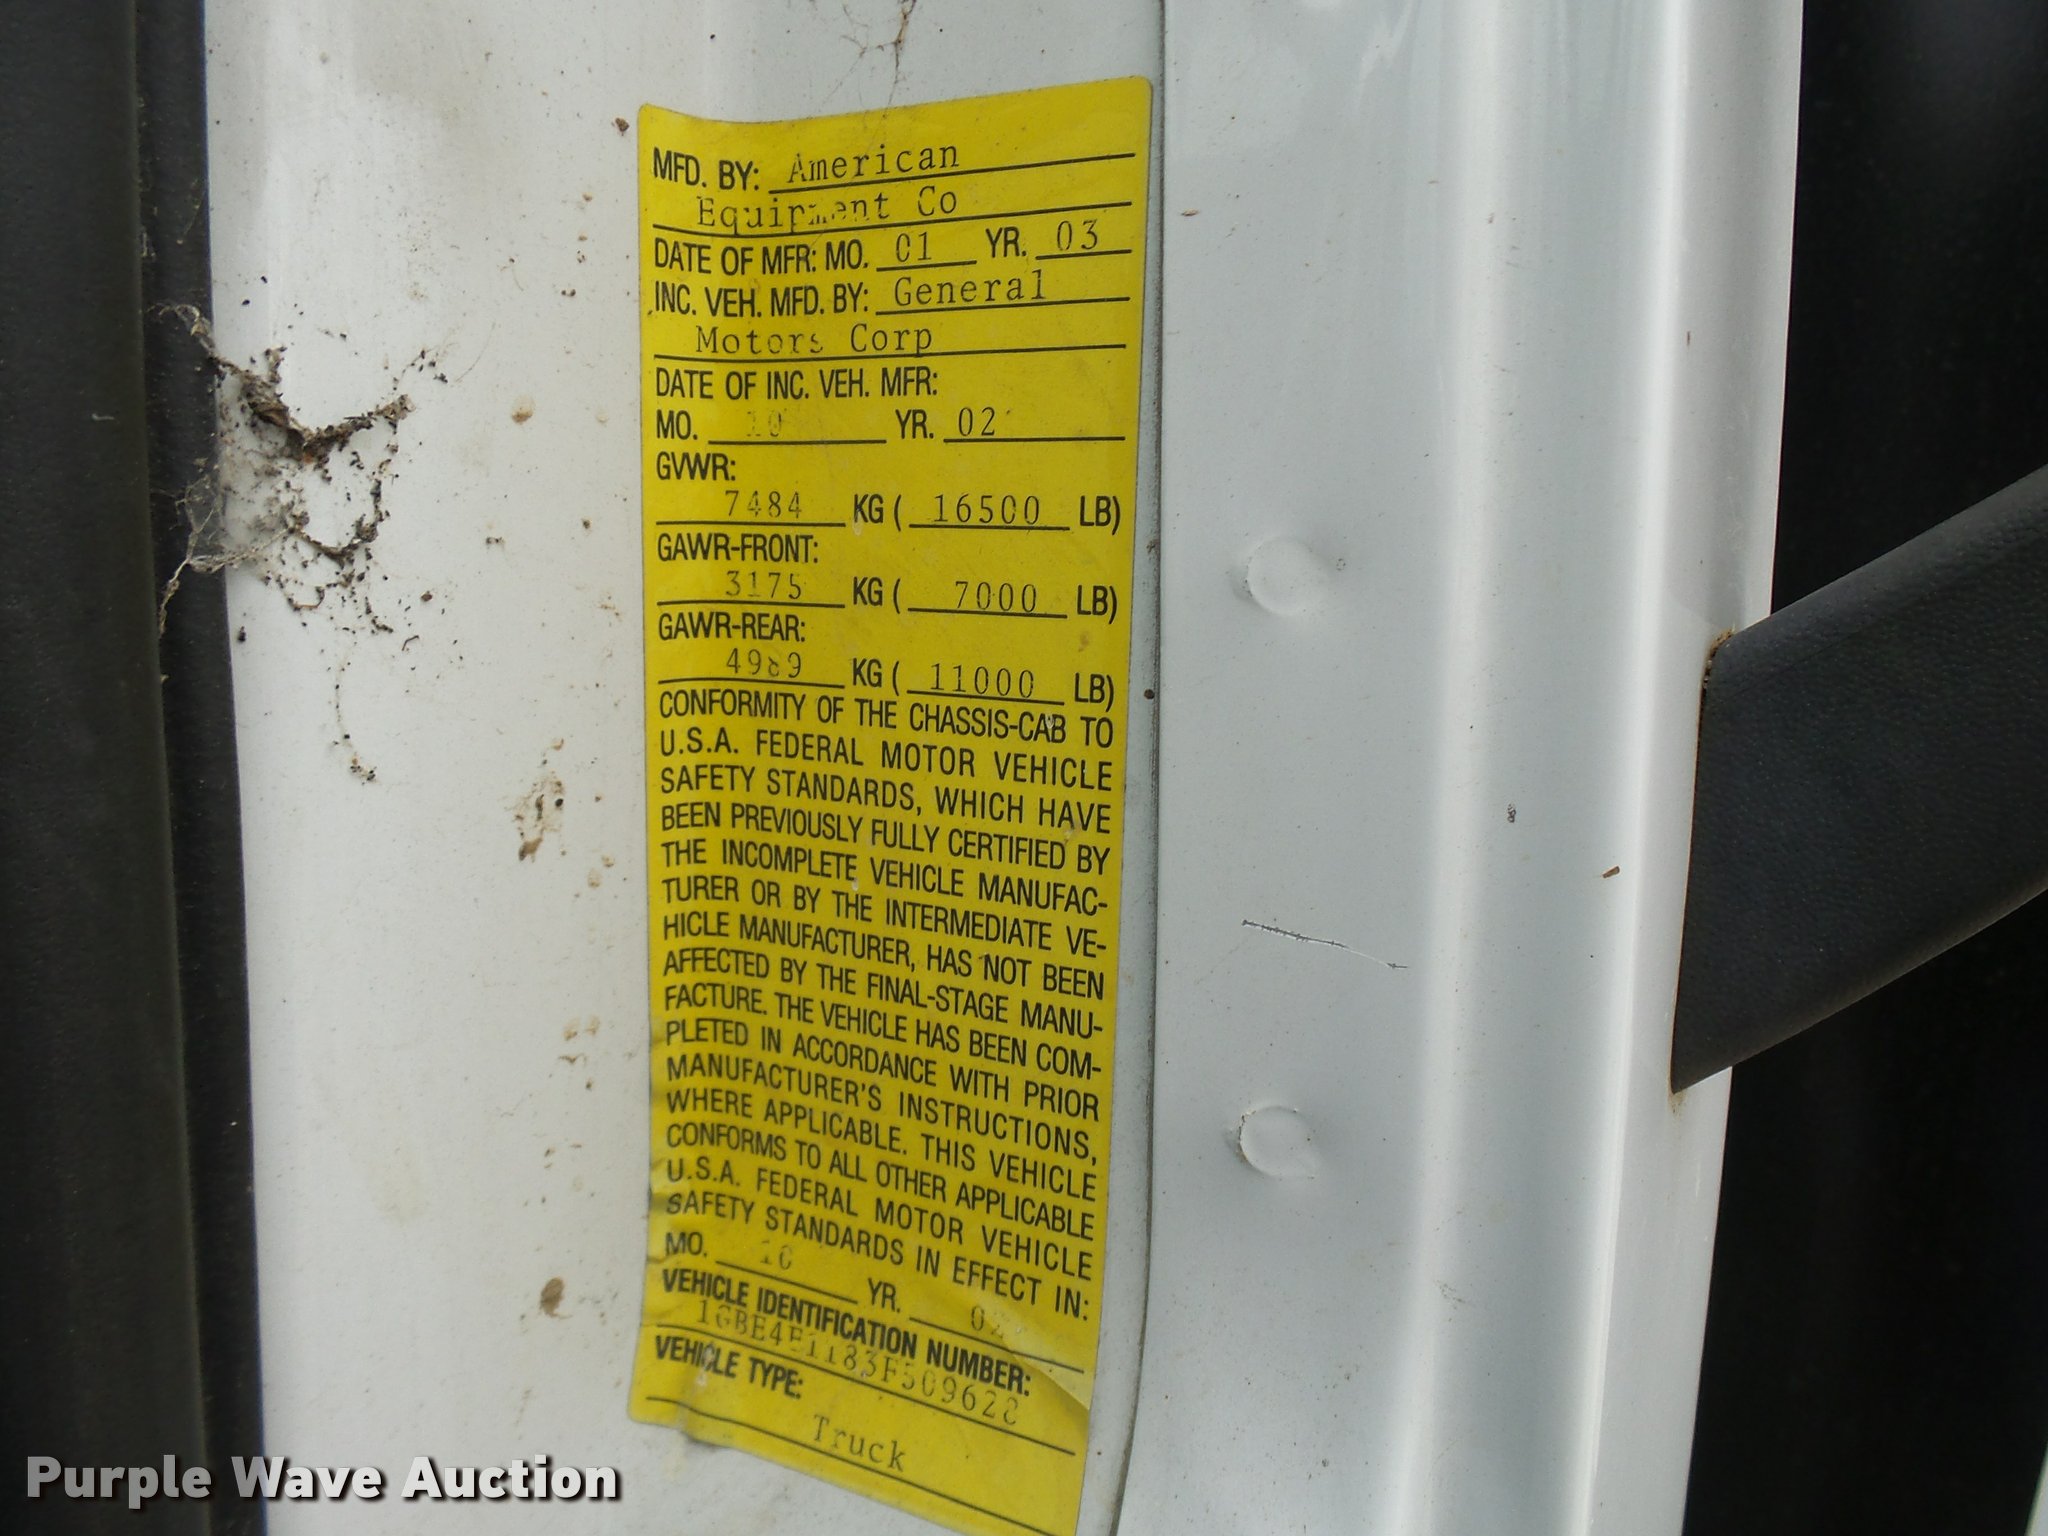 MFD. BY: American
Equipment Co
DATE OF MFR: MO. 01 YR. 03
INC. VEH. MFD. BY: General
Motors Corp
DATE OF INC. VEH. MFR:
MO. 10 YR. 02
GVWR:
7484 KG ( 16500 LB)
GAWR-FRONT:
3175 KG ( 7000 LB)
GAWR-REAR:
4989 KG ( 11000 LB)
CONFORMITY OF THE CHASSIS-CAB TO
U.S.A. FEDERAL MOTOR VEHICLE
SAFETY STANDARDS, WHICH HAVE
BEEN PREVIOUSLY FULLY CERTIFIED BY
THE INCOMPLETE VEHICLE MANUFAC-
TURER OR BY THE INTERMEDIATE VE-
HICLE MANUFACTURER, HAS NOT BEEN
AFFECTED BY THE FINAL-STAGE MANU-
FACTURE. THE VEHICLE HAS BEEN COM-
PLETED IN ACCORDANCE WITH PRIOR
MANUFACTURER'S INSTRUCTIONS,
WHERE APPLICABLE. THIS VEHICLE
CONFORMS TO ALL OTHER APPLICABLE
U.S.A. FEDERAL MOTOR VEHICLE
SAFETY STANDARDS IN EFFECT IN:
MO. 10 YR. 02
VEHICLE IDENTIFICATION NUMBER:
1GBE4E1183F509628
VEHICLE TYPE:
Truck
Purple Wave Auction